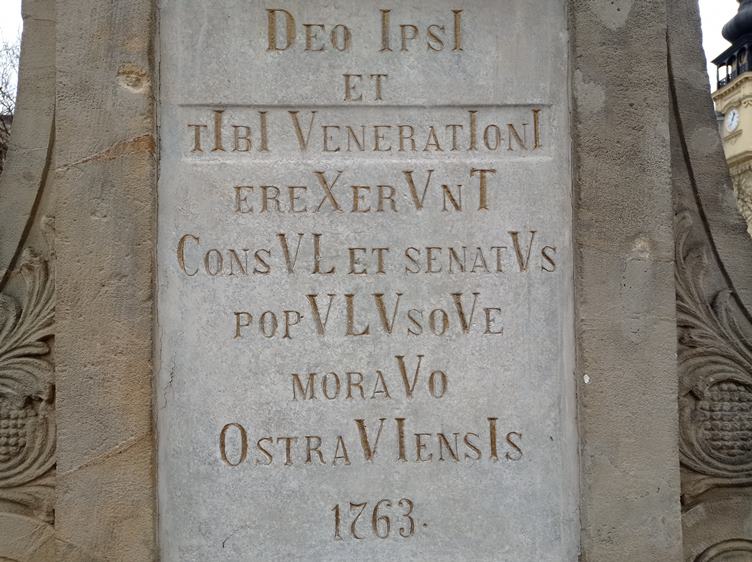 DEO IPSI
ET
TIBI VENERATIONI
EREXERVNT
CONSVL ET SENATVS
POPVLVSQVE
MORAVO
OSTRAVIENSIS
1763.